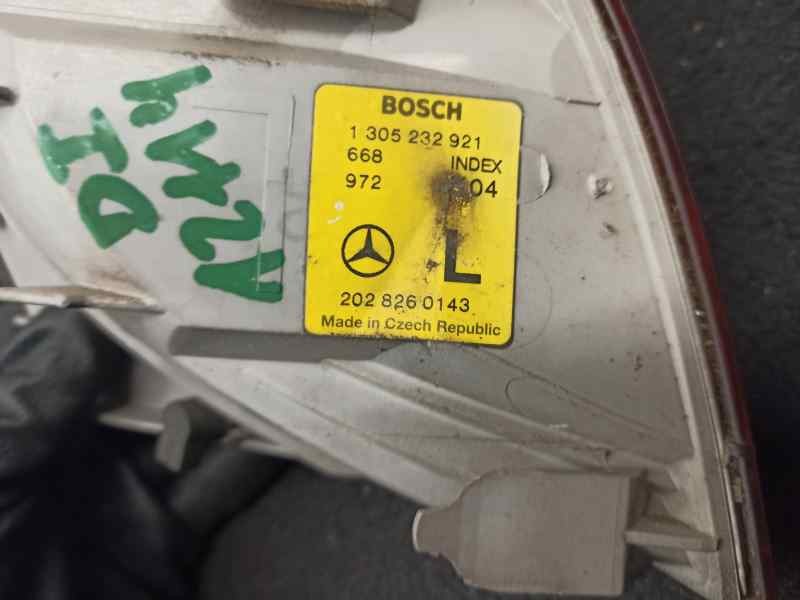 BOSCH
1 305 232 921
668 INDEX
972 04
L
202 826 0143
Made in Czech Republic